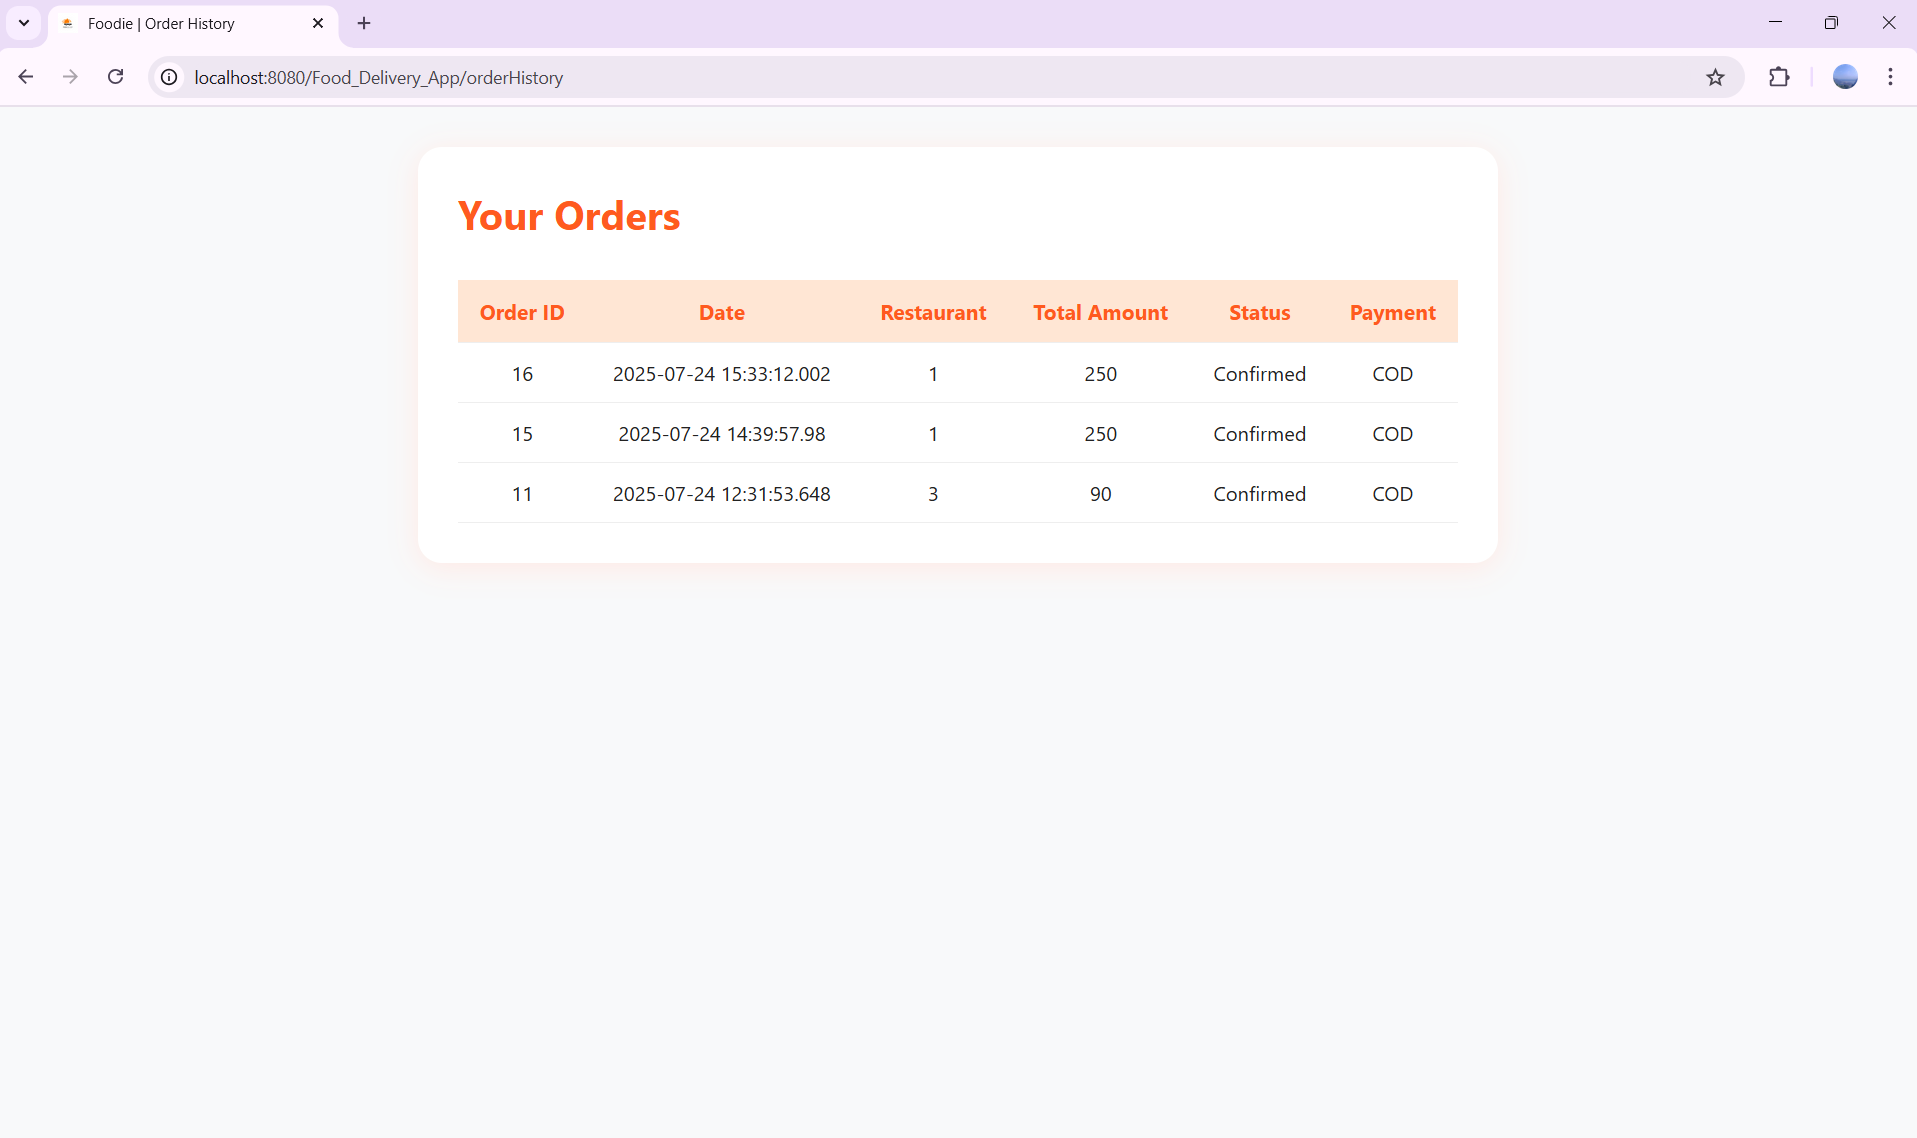 Foodie | Order History
localhost:8080/Food_Delivery_App/orderHistory
Your Orders
Order ID Date Restaurant Total Amount Status Payment
16 2025-07-24 15:33:12.002 1 250 Confirmed COD
15 2025-07-24 14:39:57.98 1 250 Confirmed COD
11 2025-07-24 12:31:53.648 3 90 Confirmed COD